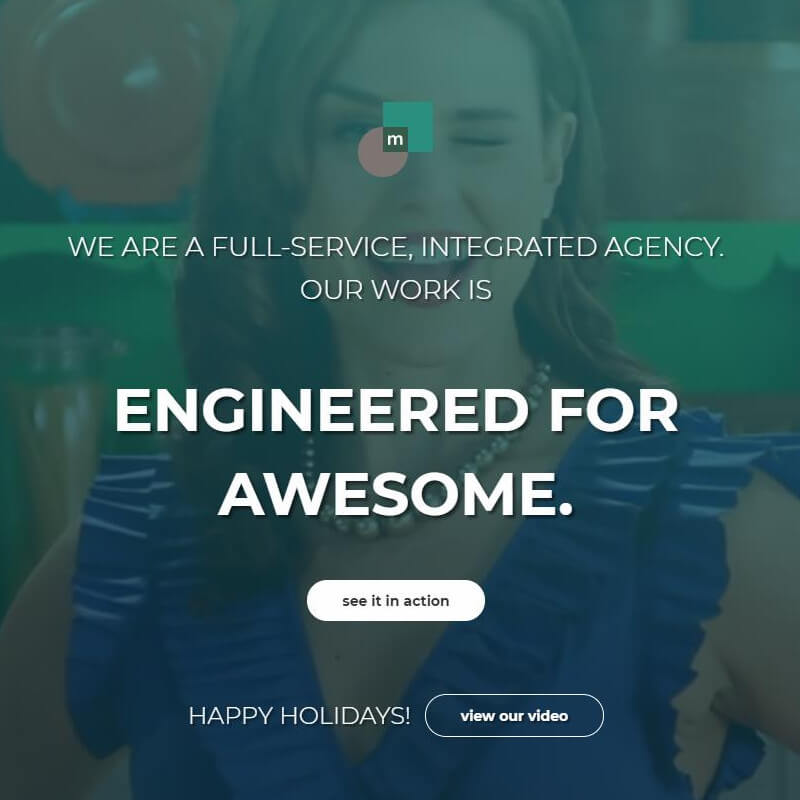 m
WE ARE A FULL-SERVICE, INTEGRATED AGENCY.
OUR WORK IS
ENGINEERED FOR
AWESOME.
see it in action
HAPPY HOLIDAYS! view our video